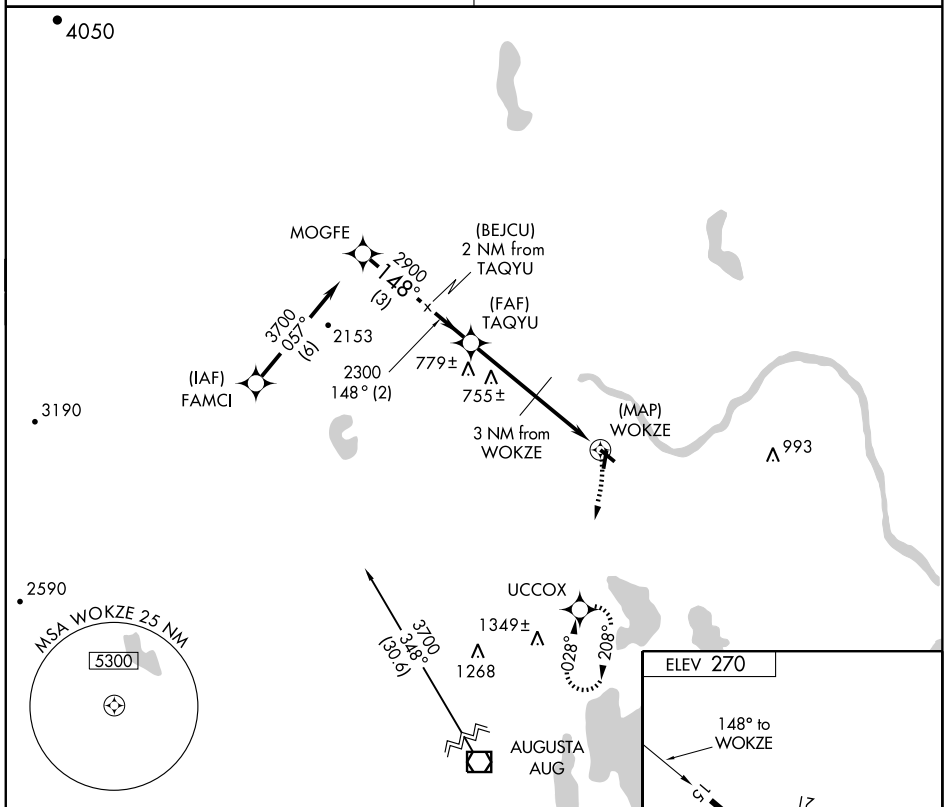 4050
MOGFE
2900
148°
(3)
(BEJCU)
2 NM from
TAQYU
(FAF)
TAQYU
3700
057°
(6)
2153
(IAF)
FAMCI
2300
148° (2)
779±
755±
3190
3 NM from
WOKZE
(MAP)
WOKZE
993
2590
MSA WOKZE 25 NM
5300
3700
348°
(30.6)
UCCOX
1349±
1268
028°
208°
AUGUSTA
AUG
ELEV 270
148° to
WOKZE
15
17